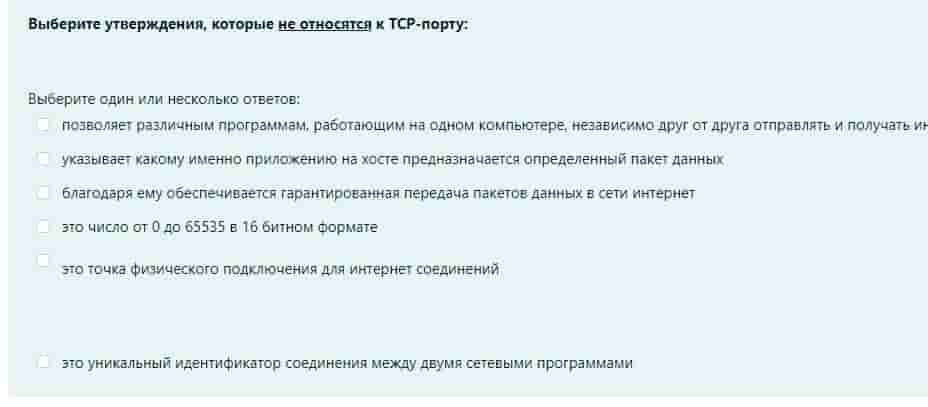 Выберите утверждения, которые не относятся к TCP-порту:
Выберите один или несколько ответов:
позволяет различным программам, работающим на одном компьютере, независимо друг от друга отправлять и получать
указывает какому именно приложению на хосте предназначается определенный пакет данных
благодаря ему обеспечивается гарантированная передача пакетов данных в сети интернет
это число от 0 до 65535 в 16 битном формате
это точка физического подключения для интернет соединений
это уникальный идентификатор соединения между двумя сетевыми программами